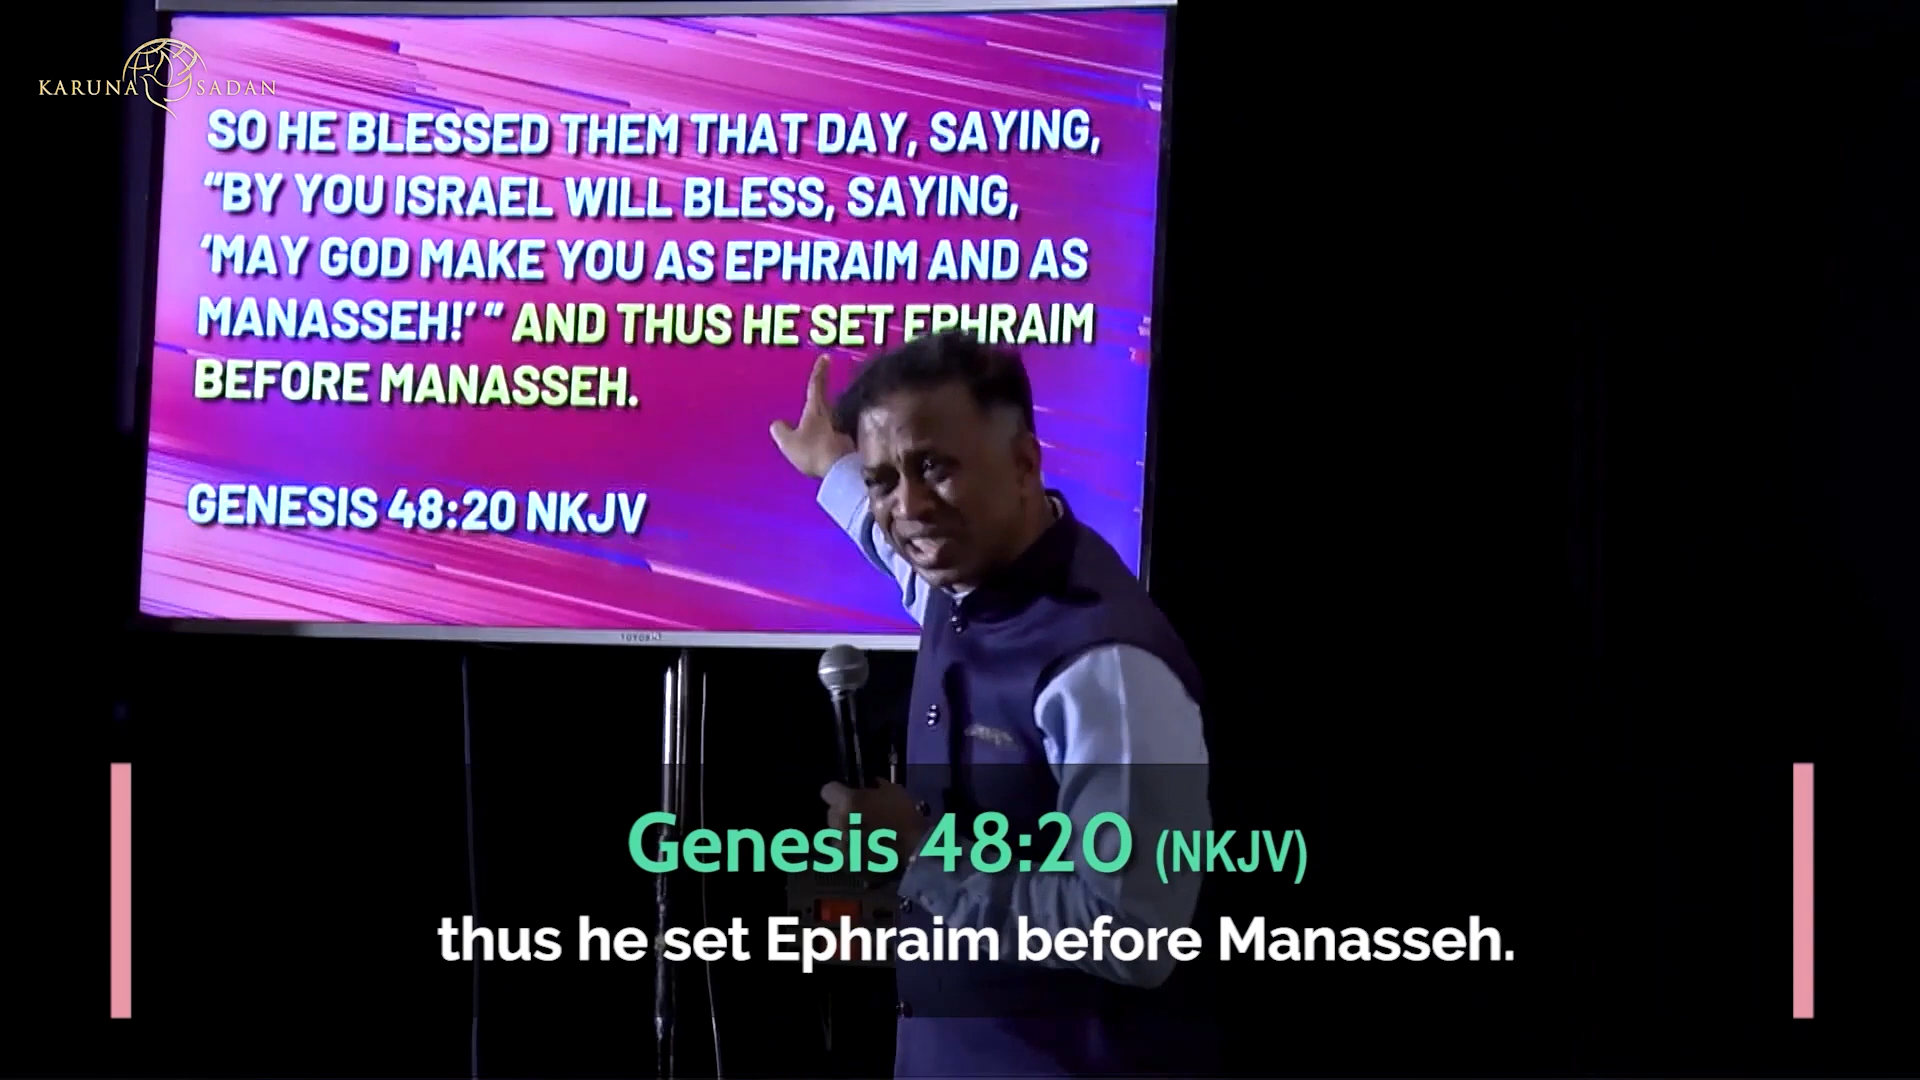 KARUNA SADAN
SO HE BLESSED THEM THAT DAY, SAYING,
“BY YOU ISRAEL WILL BLESS, SAYING,
‘MAY GOD MAKE YOU AS EPHRAIM AND AS
MANASSEH!’ ” AND THUS HE SET EPHRAIM
BEFORE MANASSEH.
GENESIS 48:20 NKJV
Genesis 48:20 (NKJV)
thus he set Ephraim before Manasseh.